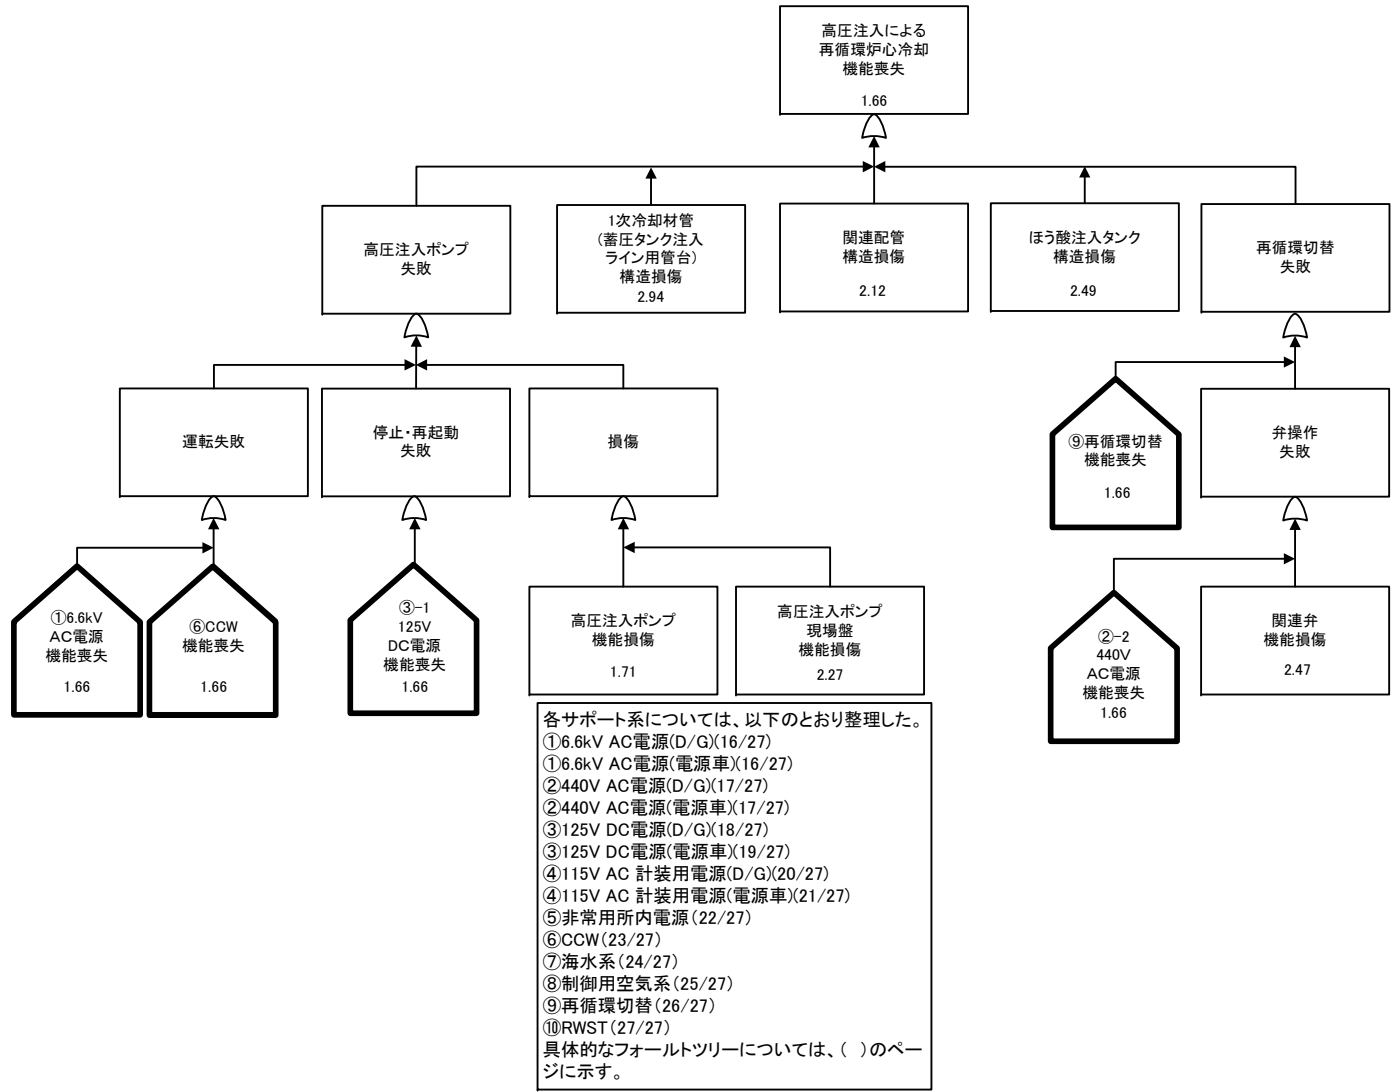 高圧注入による
再循環炉心冷却
機能喪失
1.66
高圧注入ポンプ
失敗
1次冷却材管
(蓄圧タンク注入
ライン用管台)
構造損傷
2.94
関連配管
構造損傷
2.12
ほう酸注入タンク
構造損傷
2.49
再循環切替
失敗
運転失敗
停止・再起動
失敗
損傷
⑨再循環切替
機能喪失
1.66
弁操作
失敗
①6.6kV
AC電源
機能喪失
1.66
⑥CCW
機能喪失
1.66
③-1
125V
DC電源
機能喪失
1.66
高圧注入ポンプ
機能損傷
1.71
高圧注入ポンプ
現場盤
機能損傷
2.27
②-2
440V
AC電源
機能喪失
1.66
関連弁
機能損傷
2.47
各サポート系については、以下のとおり整理した。
①6.6kV AC電源(D/G)(16/27)
①6.6kV AC電源(電源車)(16/27)
②440V AC電源(D/G)(17/27)
②440V AC電源(電源車)(17/27)
③125V DC電源(D/G)(18/27)
③125V DC電源(電源車)(19/27)
④115V AC 計装用電源(D/G)(20/27)
④115V AC 計装用電源(電源車)(21/27)
⑤非常用所内電源(22/27)
⑥CCW(23/27)
⑦海水系(24/27)
⑧制御用空気系(25/27)
⑨再循環切替(26/27)
⑩RWST(27/27)
具体的なフォールトツリーについては、( )のペー
ジに示す。